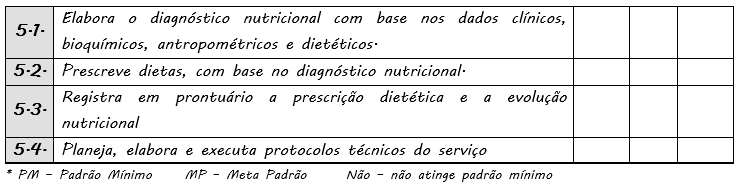 5.1. Elabora o diagnóstico nutricional com base nos dados clínicos,
bioquímicos, antropométricos e dietéticos.
5.2. Prescreve dietas, com base no diagnóstico nutricional.
5.3. Registra em prontuário a prescrição dietética e a evolução
nutricional
5.4. Planeja, elabora e executa protocolos técnicos do serviço
* PM – Padrão Mínimo MP – Meta Padrão Não – não atinge padrão mínimo